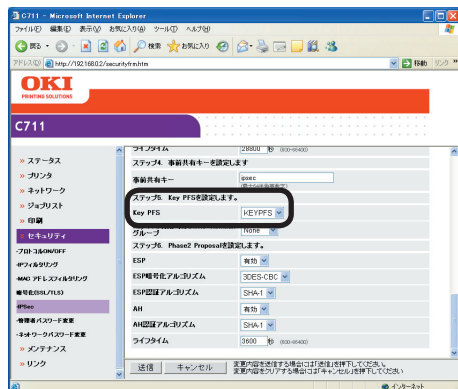 C711 - Microsoft Internet Explorer
ファイル(F) 編集(E) 表示(V) お気に入り(A) ツール(T) ヘルプ(H)
戻る 検索 お気に入り
アドレス(D) http://192.168.0.2/securityfrm.htm 移動 リンク »
OKI
PRINTING SOLUTIONS
C711
» ステータス
» プリンタ
» ネットワーク
» ジョブリスト
» 印刷
» セキュリティ
-プロトコルON/OFF
-IPフィルタリング
-MAC アドレスフィルタリング
-暗号化(SSL/TLS)
-IPSec
-管理者パスワード変更
-ネットワークパスワード変更
» メンテナンス
» リンク
ライフタイム 28800 秒 (600-86400)
ステップ4. 事前共有キーを設定します
事前共有キー ipsec
ステップ5. Key PFSを設定します。
Key PFS KEYPFS
グループ None
ステップ6. Phase2 Proposalを設定します。
ESP 有効
ESP暗号化アルゴリズム 3DES-CBC
ESP認証アルゴリズム SHA-1
AH 有効
AH認証アルゴリズム SHA-1
ライフタイム 3600 秒 (600-86400)
送信 キャンセル 変更内容を送信する場合には「送信」を押下してください。
変更内容をクリアする場合には「キャンセル」を押下してください
インターネット